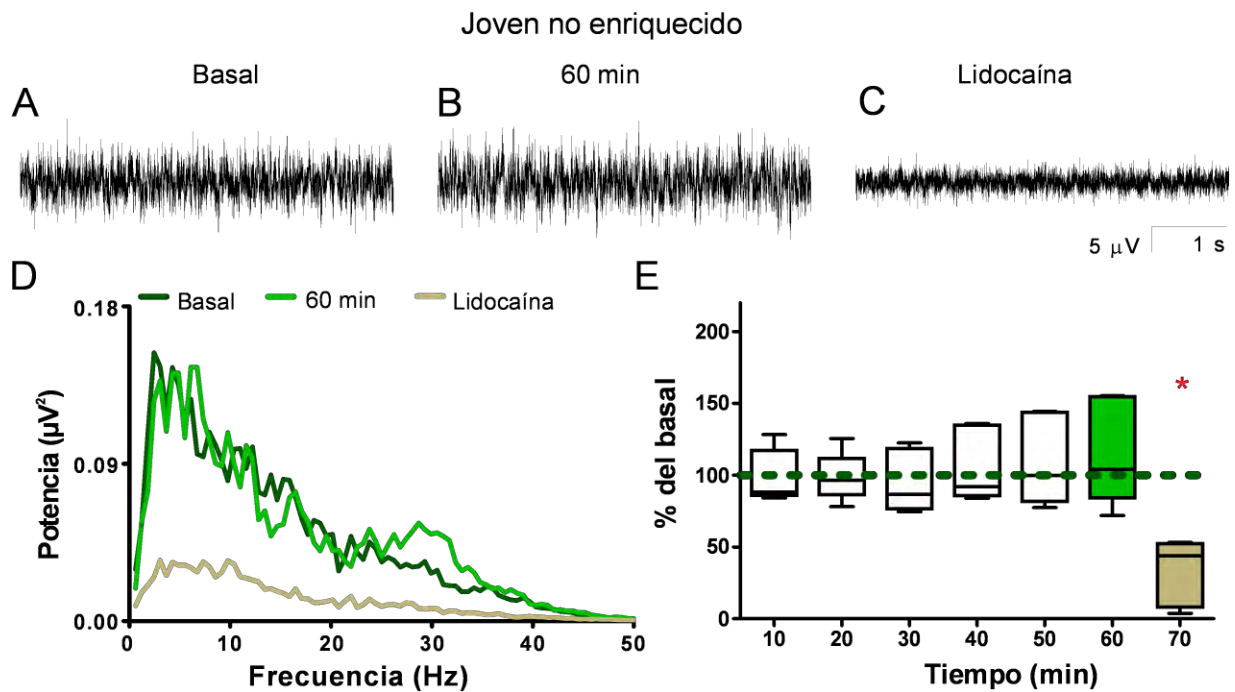 Joven no enriquecido
Basal
60 min
Lidocaína
A
B
C
5 μV
1 s
D
Basal
60 min
Lidocaína
0.18
0.09
0.00
Potencia (μV²)
0
10
20
30
40
50
Frecuencia (Hz)
E
200
150
100
50
0
% del basal
*
10
20
30
40
50
60
70
Tiempo (min)